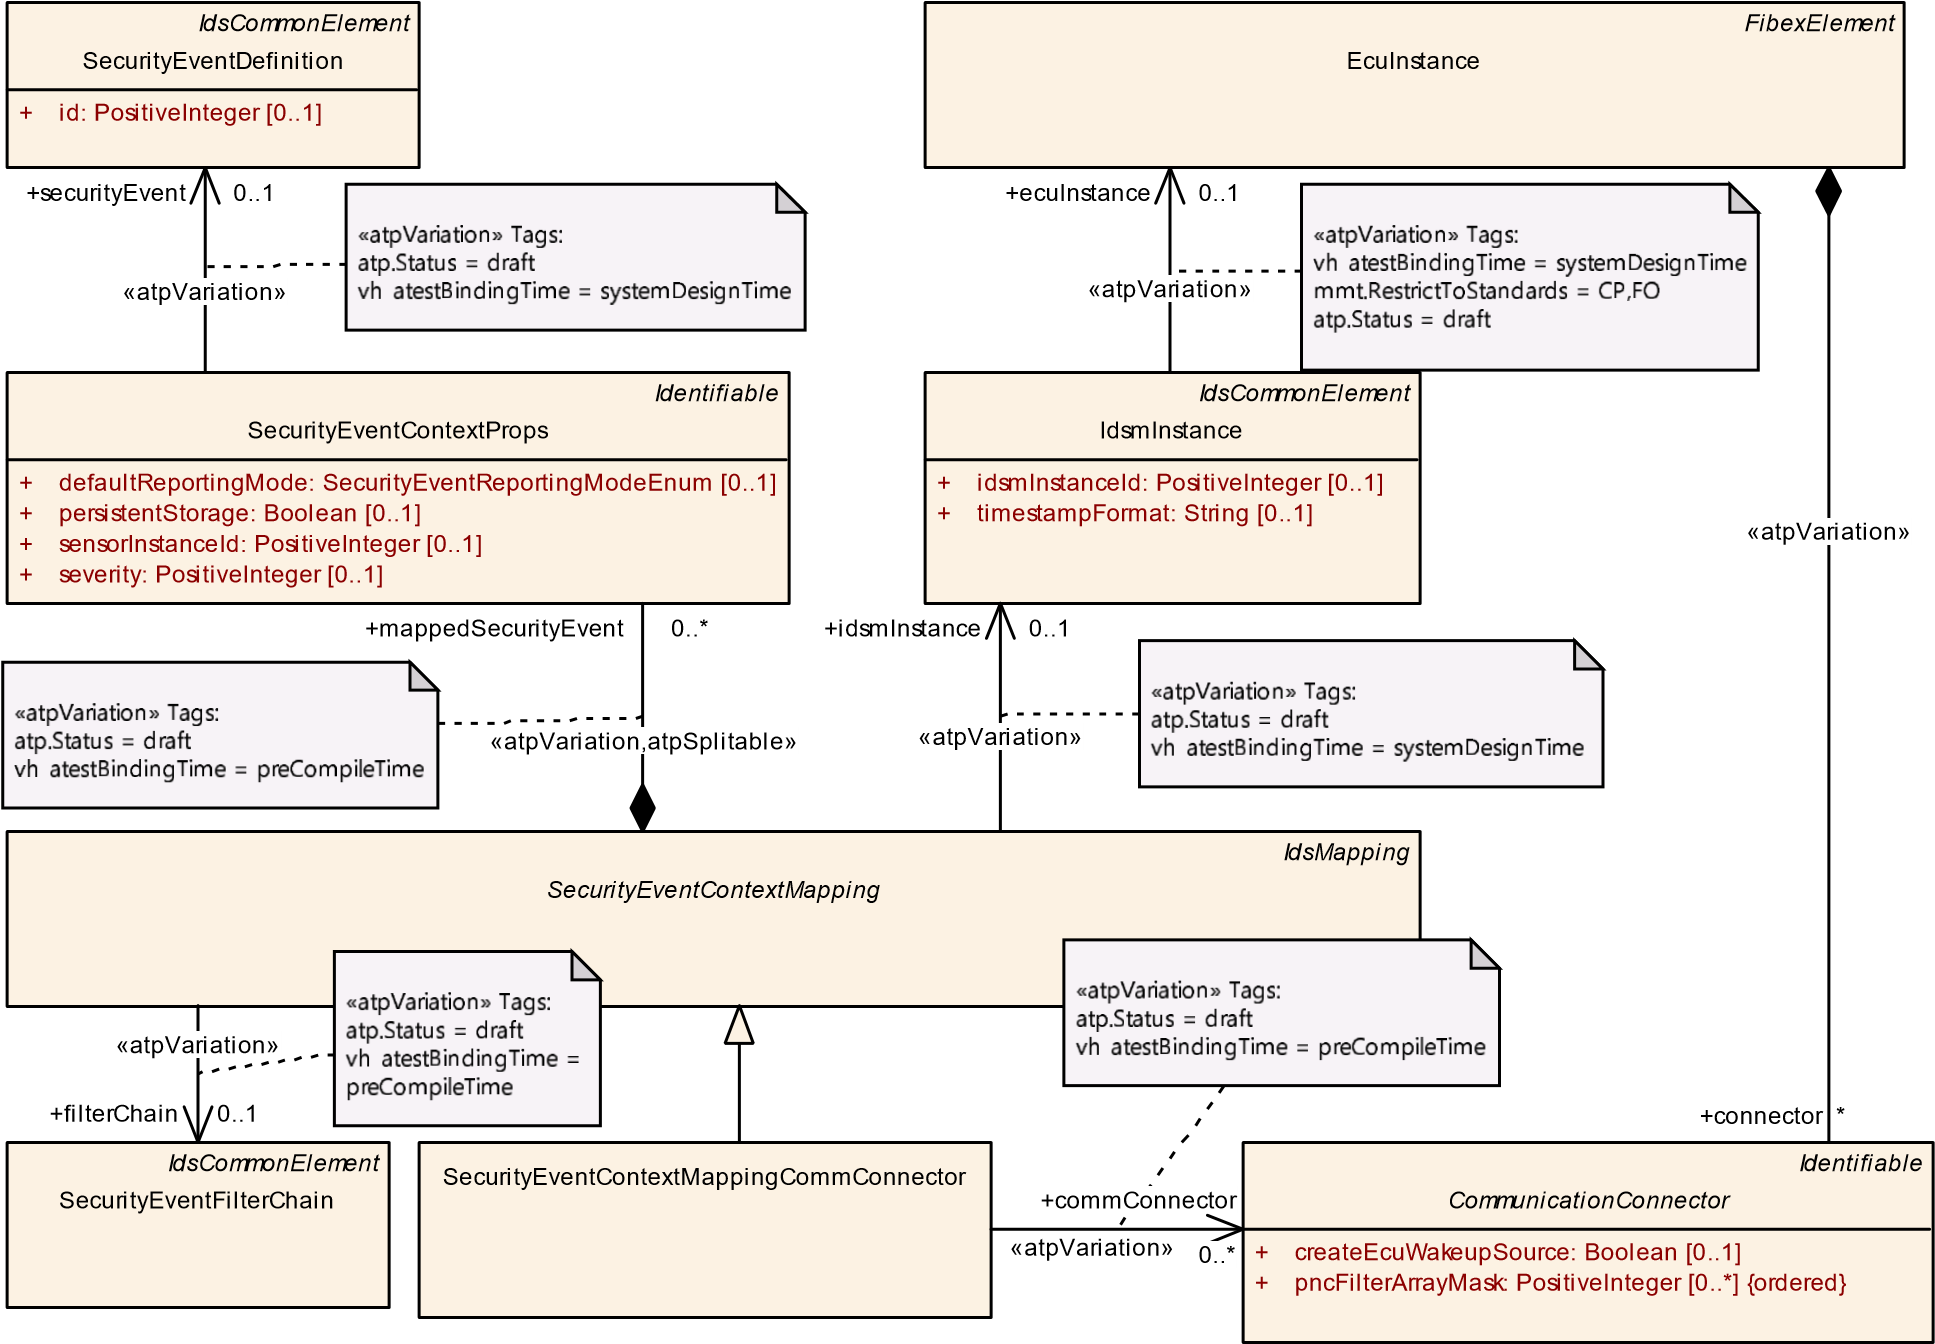 IdsCommonElement
SecurityEventDefinition
+ id: PositiveInteger [0..1]
FibexElement
EcuInstance
+securityEvent 0..1
«atpVariation» Tags:
atp.Status = draft
vh atestBindingTime = systemDesignTime
«atpVariation»
+ecuInstance 0..1
«atpVariation» Tags:
vh atestBindingTime = systemDesignTime
mmt.RestrictToStandards = CP,FO
atp.Status = draft
«atpVariation»
Identifiable
SecurityEventContextProps
+ defaultReportingMode: SecurityEventReportingModeEnum [0..1]
+ persistentStorage: Boolean [0..1]
+ sensorInstanceId: PositiveInteger [0..1]
+ severity: PositiveInteger [0..1]
IdsCommonElement
IdsmInstance
+ idsmInstanceId: PositiveInteger [0..1]
+ timestampFormat: String [0..1]
«atpVariation»
+mappedSecurityEvent 0..*
«atpVariation» Tags:
atp.Status = draft
vh atestBindingTime = preCompileTime
«atpVariation,atpSplitable»
+idsmInstance 0..1
«atpVariation» Tags:
atp.Status = draft
vh atestBindingTime = systemDesignTime
«atpVariation»
IdsMapping
SecurityEventContextMapping
«atpVariation» Tags:
atp.Status = draft
vh atestBindingTime =
preCompileTime
«atpVariation» Tags:
atp.Status = draft
vh atestBindingTime = preCompileTime
«atpVariation»
+filterChain 0..1
+connector *
IdsCommonElement
SecurityEventFilterChain
SecurityEventContextMappingCommConnector
+commConnector
«atpVariation» 0..*
Identifiable
CommunicationConnector
+ createEcuWakeupSource: Boolean [0..1]
+ pncFilterArrayMask: PositiveInteger [0..*] {ordered}